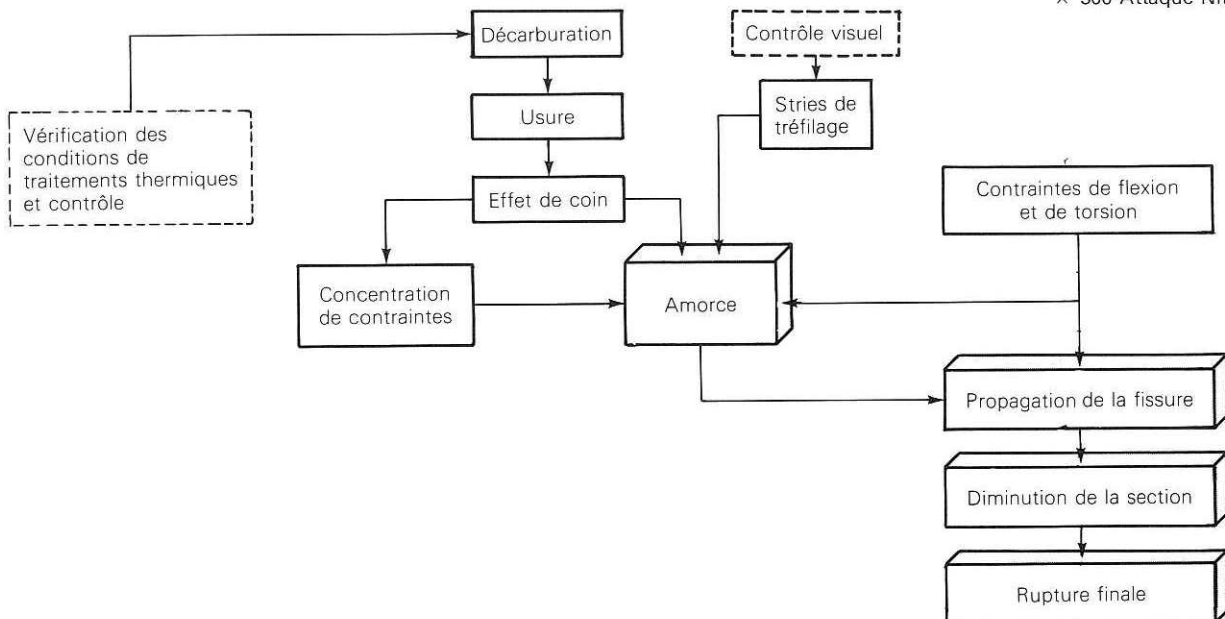 × 500 Attaque
Décarburation
Contrôle visuel
Usure
Stries de
tréfilage
Vérification des
conditions de
traitements thermiques
et contrôle
Effet de coin
Contraintes de flexion
et de torsion
Concentration
de contraintes
Amorce
Propagation de la fissure
Diminution de la section
Rupture finale